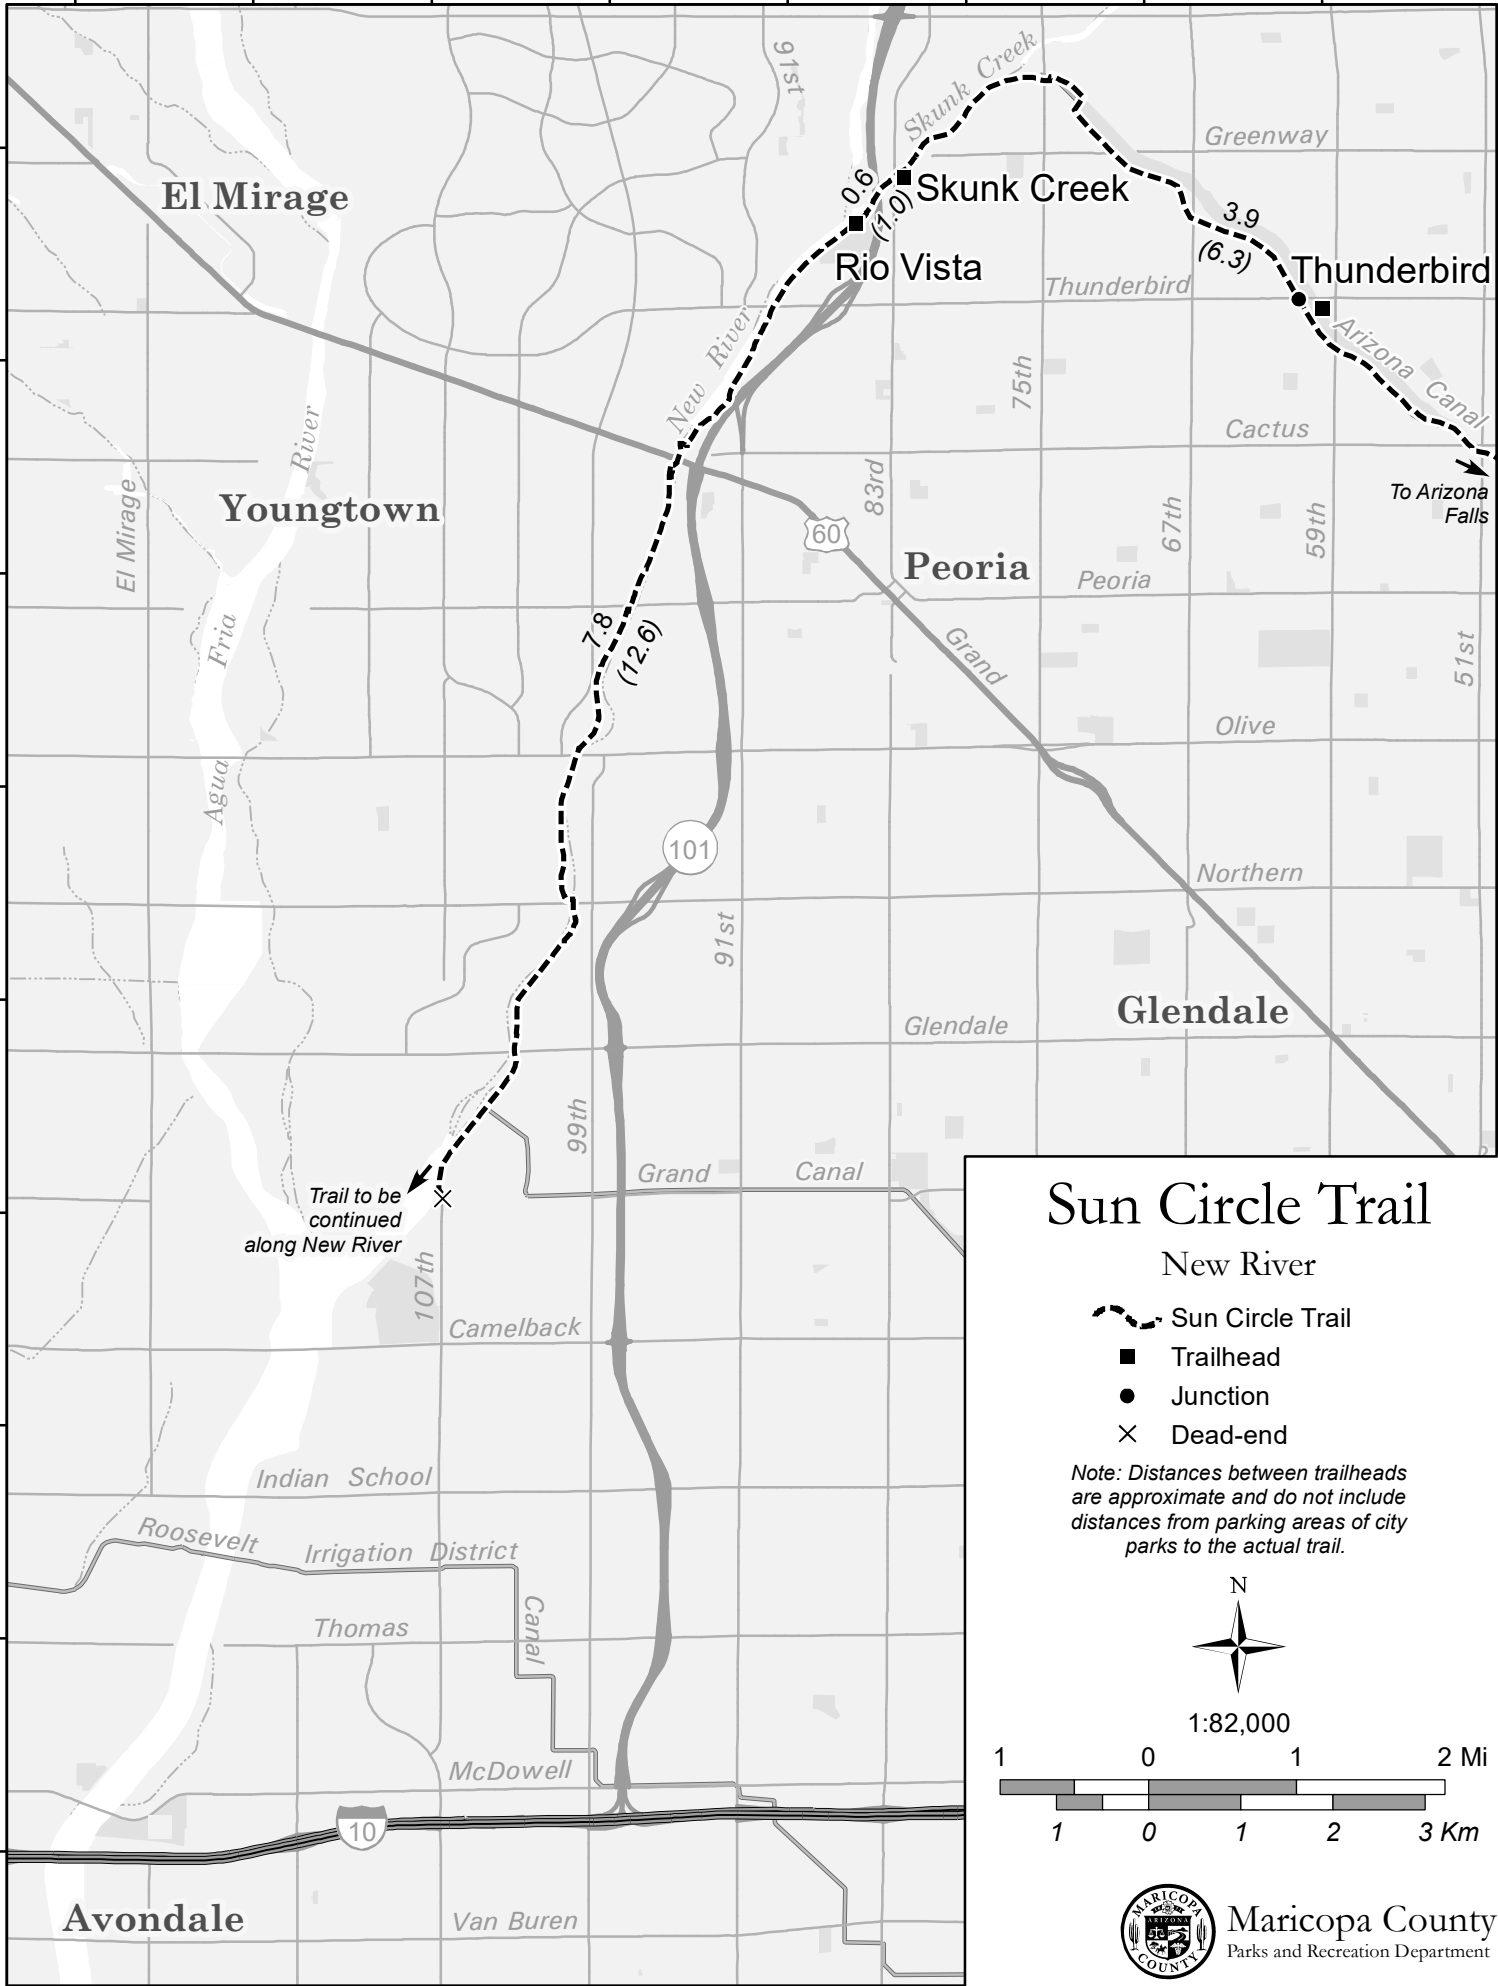 91st
Skunk Creek
Greenway
El Mirage
0.6
(1.0)
Skunk Creek
3.9
(6.3)
Rio Vista
Thunderbird
Thunderbird
New River
Arizona Canal
75th
Cactus
River
83rd
To Arizona
Falls
El Mirage
Youngtown
67th
59th
60
Peoria
Peoria
Fria
7.8
(12.6)
Grand
51st
Olive
Agua
101
Northern
91st
Glendale
Glendale
99th
Grand Canal
Trail to be
continued
along New River
107th
Camelback
Indian School
Roosevelt Irrigation District
Canal
Thomas
McDowell
10
Avondale
Van Buren
Sun Circle Trail
New River
Sun Circle Trail
Trailhead
Junction
Dead-end
Note: Distances between trailheads
are approximate and do not include
distances from parking areas of city
parks to the actual trail.
N
1:82,000
1 0 1 2 Mi
1 0 1 2 3 Km
MARICOPA
ARIZONA
COUNTY
Maricopa County
Parks and Recreation Department